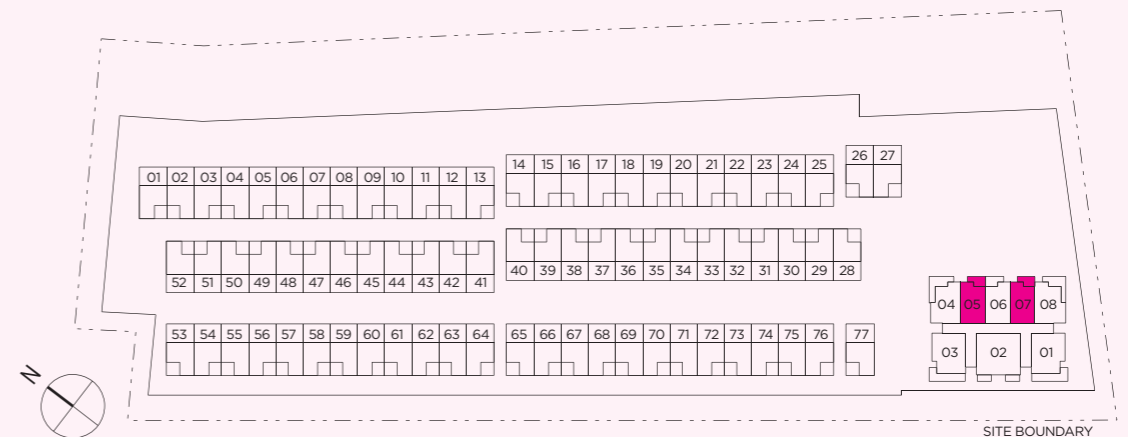 01 02 03 04 05 06 07 08 09 10 11 12 13
14 15 16 17 18 19 20 21 22 23 24 25
26 27
52 51 50 49 48 47 46 45 44 43 42 41
40 39 38 37 36 35 34 33 32 31 30 29 28
04 05 06 07 08
03 02 01
53 54 55 56 57 58 59 60 61 62 63 64
65 66 67 68 69 70 71 72 73 74 75 76
77
N
SITE BOUNDARY